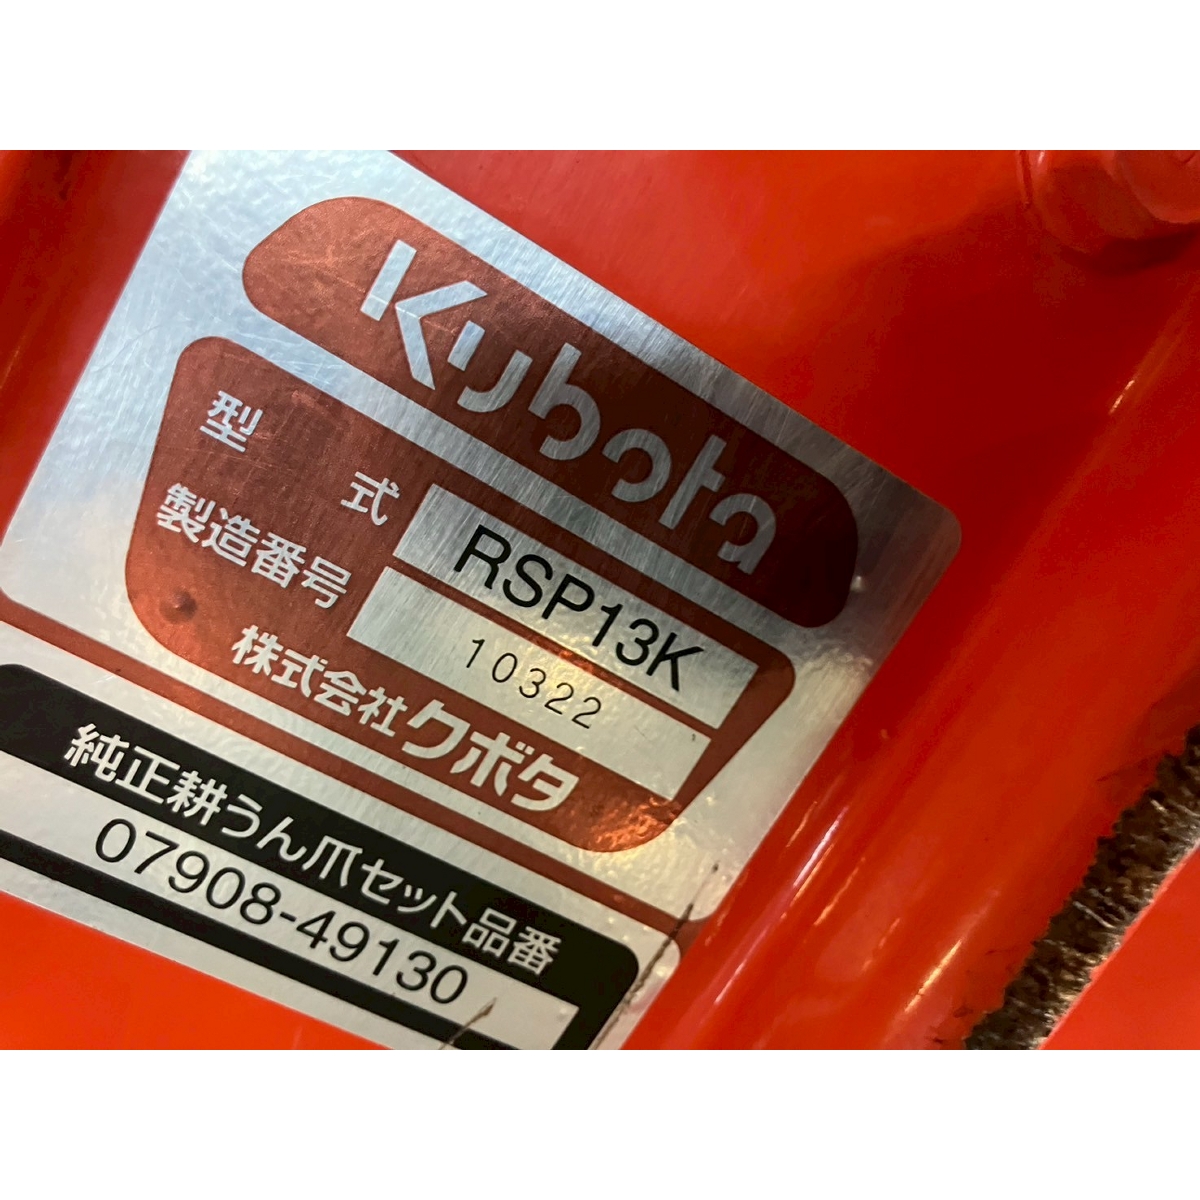 Kubota
型式 RSP13K
製造番号 10322
株式会社クボタ
純正耕うん爪セット品番
07908-49130